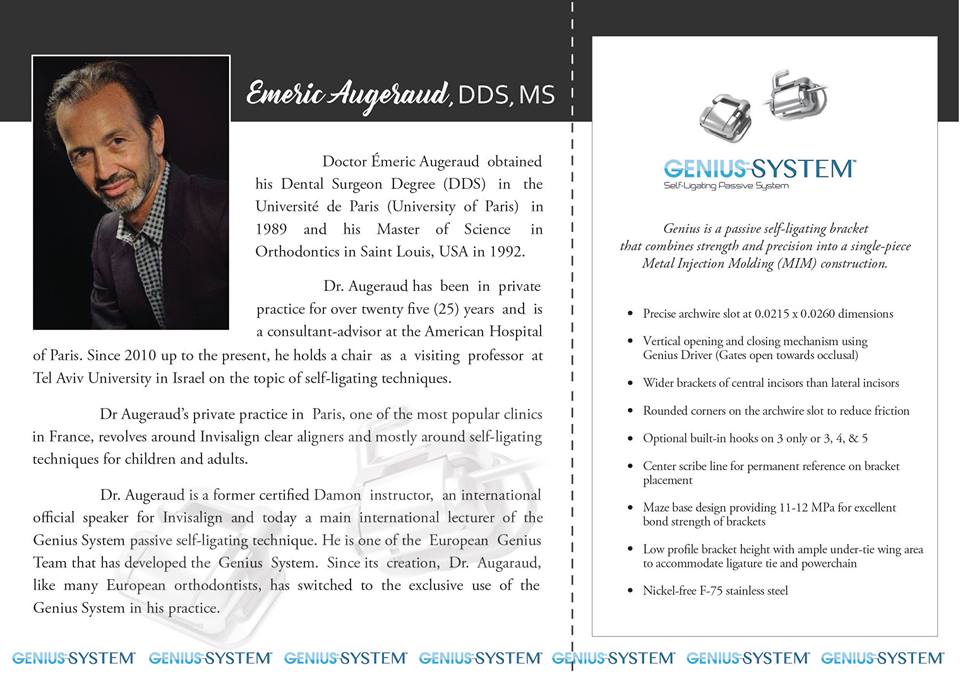 Emeric Augeraud, DDS, MS
Doctor Émeric Augeraud obtained
his Dental Surgeon Degree (DDS) in the
Université de Paris (University of Paris) in
1989 and his Master of Science in
Orthodontics in Saint Louis, USA in 1992.
Dr. Augeraud has been in private
practice for over twenty five (25) years and is
a consultant-advisor at the American Hospital
of Paris. Since 2010 up to the present, he holds a chair as a visiting professor at
Tel Aviv University in Israel on the topic of self-ligating techniques.
Dr Augeraud's private practice in Paris, one of the most popular clinics
in France, revolves around Invisalign clear aligners and mostly around self-ligating
techniques for children and adults.
Dr. Augeraud is a former certified Damon instructor, an international
official speaker for Invisalign and today a main international lecturer of the
Genius System passive self-ligating technique. He is one of the European Genius
Team that has developed the Genius System. Since its creation, Dr. Augaraud,
like many European orthodontists, has switched to the exclusive use of the
Genius System in his practice.
GENIUS SYSTEM™
Self-Ligating Passive System
Genius is a passive self-ligating bracket
that combines strength and precision into a single-piece
Metal Injection Molding (MIM) construction.
• Precise archwire slot at 0.0215 x 0.0260 dimensions
• Vertical opening and closing mechanism using
Genius Driver (Gates open towards occlusal)
• Wider brackets of central incisors than lateral incisors
• Rounded corners on the archwire slot to reduce friction
• Optional built-in hooks on 3 only or 3, 4, & 5
• Center scribe line for permanent reference on bracket
placement
• Maze base design providing 11-12 MPa for excellent
bond strength of brackets
• Low profile bracket height with ample under-tie wing area
to accommodate ligature tie and powerchain
• Nickel-free F-75 stainless steel
GENIUS SYSTEM™ GENIUS SYSTEM™ GENIUS SYSTEM™ GENIUS SYSTEM™ GENIUS SYSTEM™ GENIUS SYSTEM™ GENIUS SYSTEM™